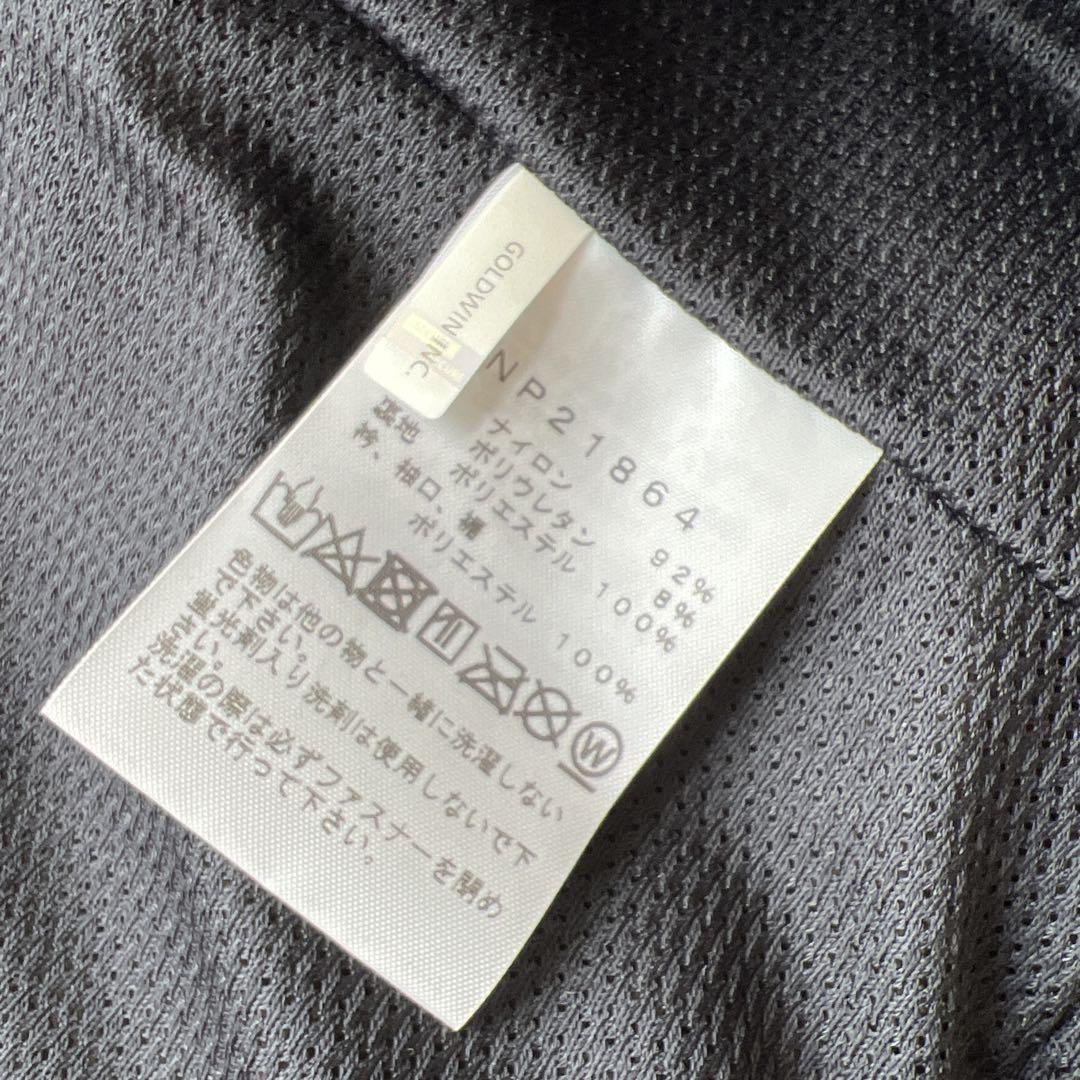 GOLDWIN INC.
NP21864
ナイロン 92%
ポリウレタン 8%
裏地 ポリエステル 100%
衿、袖口、裾
ポリエステル 100%
W
色物は他の物と一緒に洗濯しない
で下さい。
蛍光剤入り洗剤は使用しないで下
さい。
洗濯の際は必ずファスナーを閉め
た状態で行って下さい。